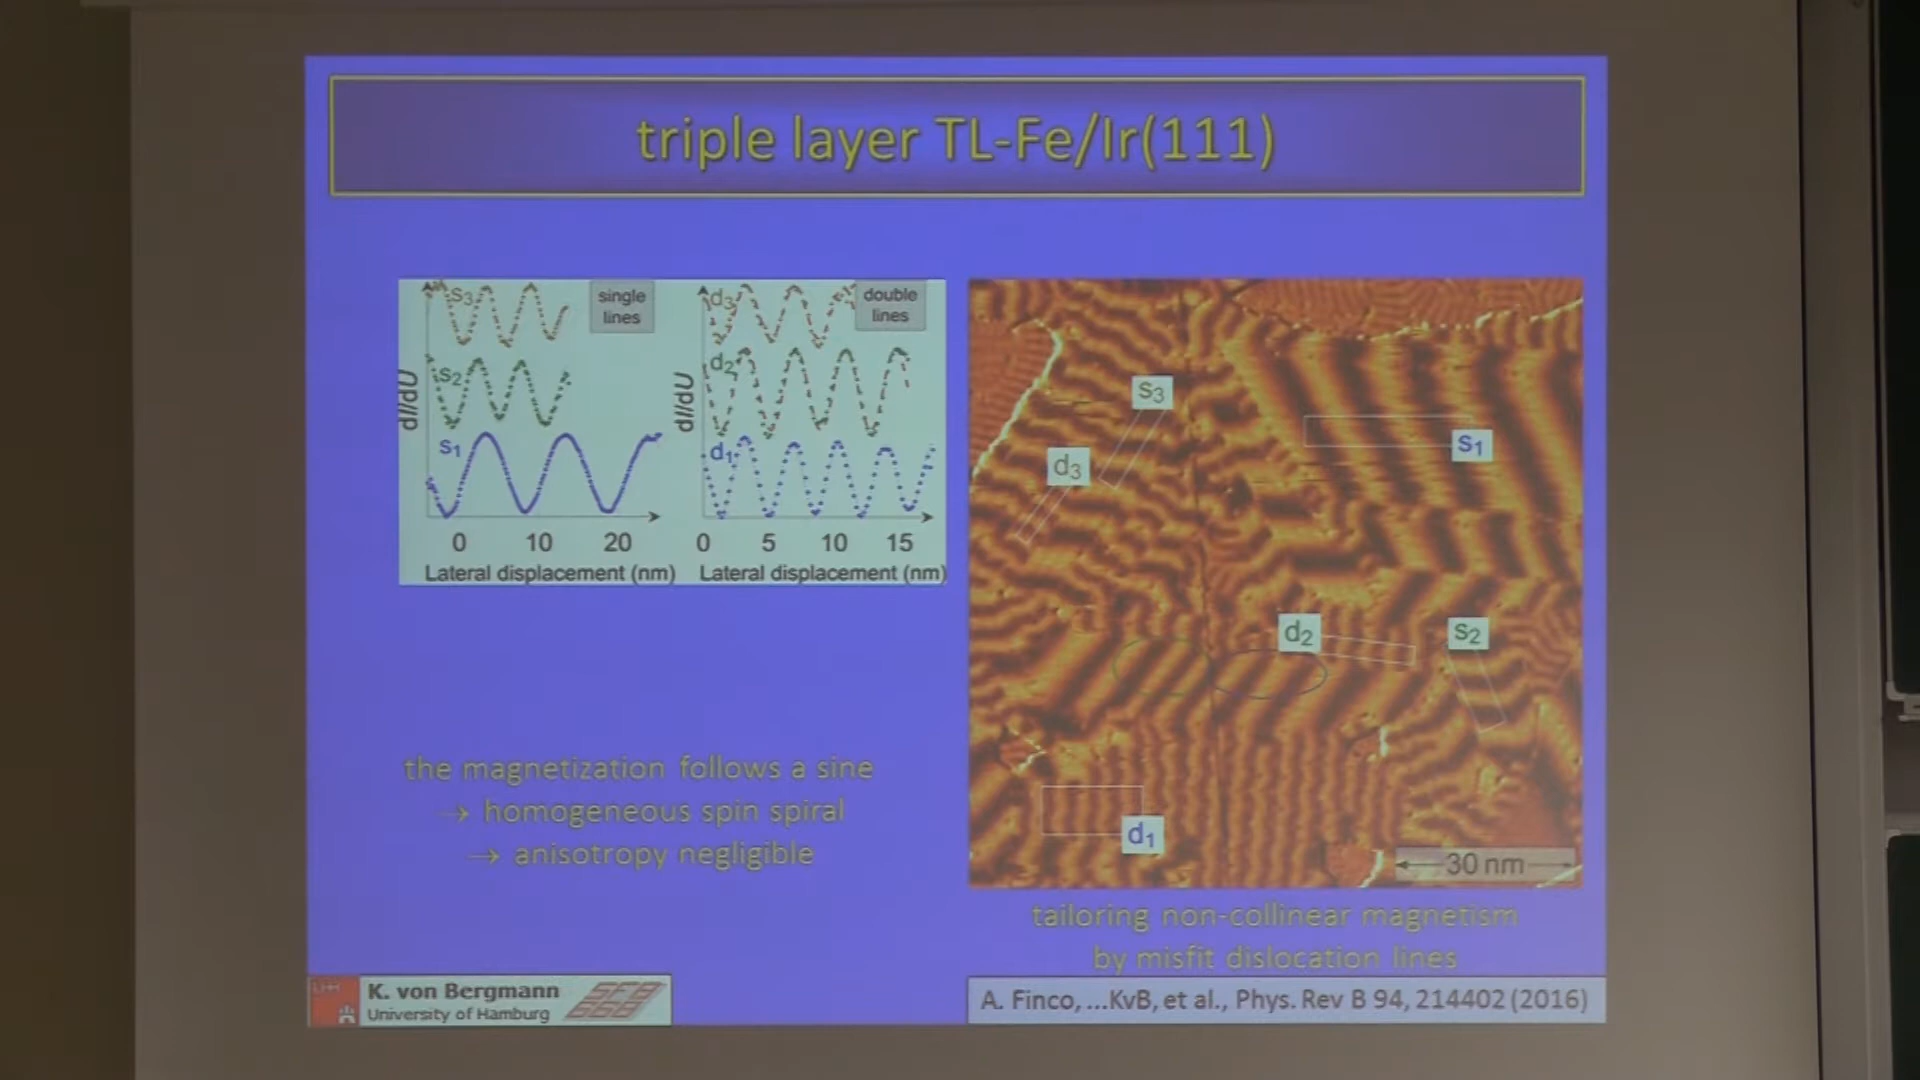 triple layer TL-Fe/Ir(111)
s3
single
lines
s2
s1
dI/dU
0 10 20
Lateral displacement (nm)
d3
double
lines
d2
d1
dI/dU
0 5 10 15
Lateral displacement (nm)
s3
d3
s1
d2
s2
d1
30 nm
the magnetization follows a sine
→ homogeneous spin spiral
→ anisotropy negligible
tailoring non-collinear magnetism
by misfit dislocation lines
K. von Bergmann
University of Hamburg
A. Finco, ...KvB, et al., Phys. Rev B 94, 214402 (2016)